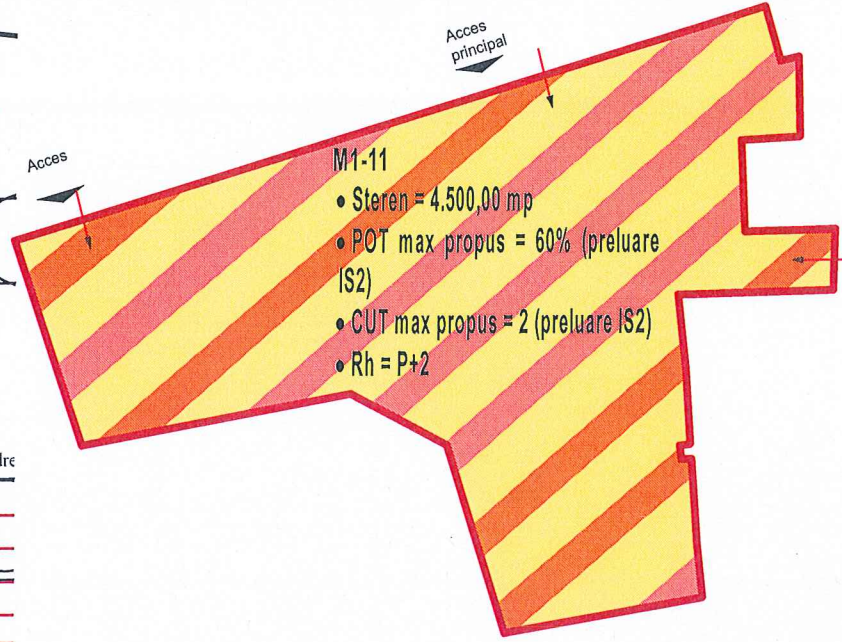 Acces
principal
Acces
M1-11
• Steren = 4.500,00 mp
• POT max propus = 60% (preluare
IS2)
• CUT max propus = 2 (preluare IS2)
• Rh = P+2
dre